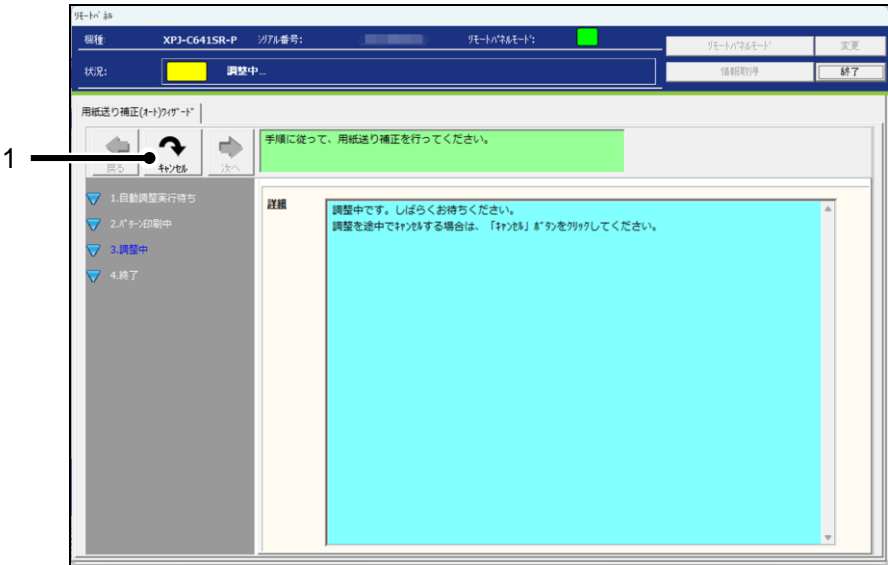 ﾘﾓｰﾄﾊﾟﾈﾙ
機種: XPJ-C641SR-P ｼﾘｱﾙ番号: ﾘﾓｰﾄﾊﾟﾈﾙﾓｰﾄﾞ:
ﾘﾓｰﾄﾊﾟﾈﾙﾓｰﾄﾞ 変更
状況: 調整中...
情報取得 終了
用紙送り補正(ｵｰﾄ)ｳｨｻﾞｰﾄﾞ
1
戻る ｷｬﾝｾﾙ 次へ
手順に従って、用紙送り補正を行ってください。
1.自動調整実行待ち
2.ﾊﾟﾀｰﾝ印刷中
3.調整中
4.終了
詳細
調整中です。しばらくお待ちください。
調整を途中でｷｬﾝｾﾙする場合は、「ｷｬﾝｾﾙ」ﾎﾞﾀﾝをｸﾘｯｸしてください。